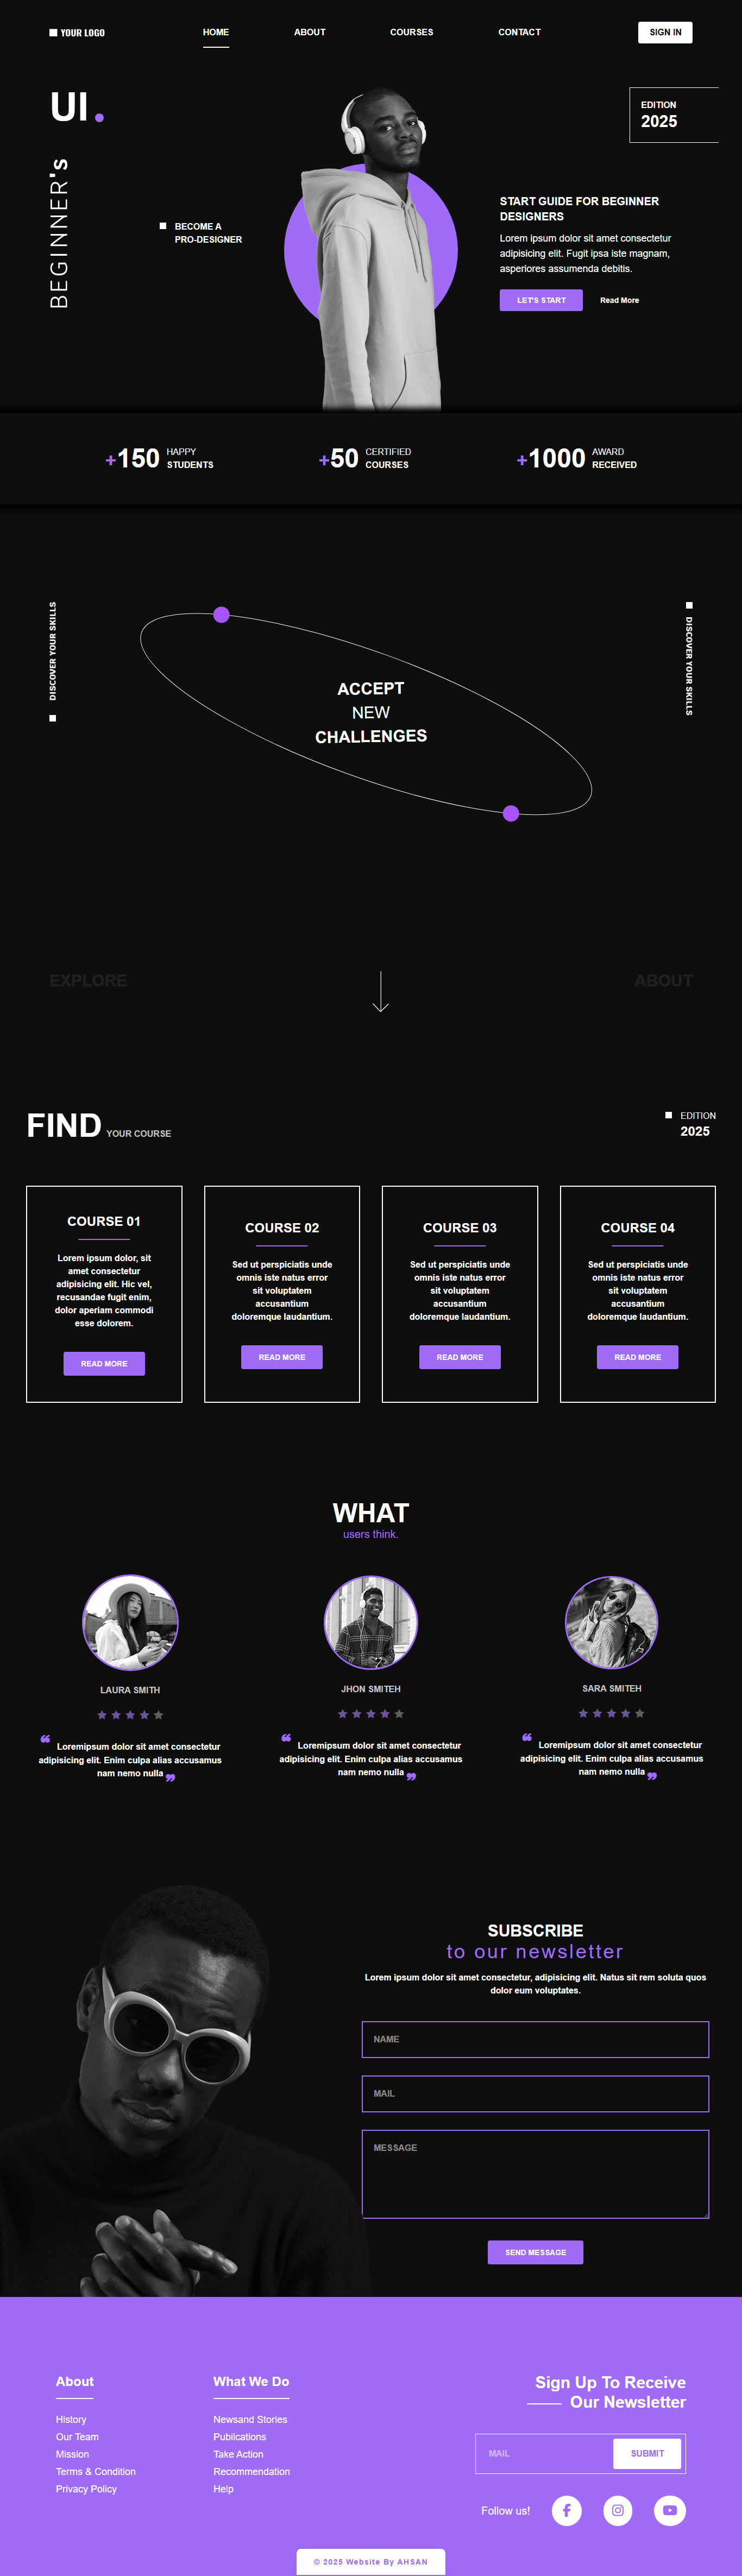 YOUR LOGO
HOME
ABOUT
COURSES
CONTACT
SIGN IN
UI.
BEGINNER's
BECOME A
PRO-DESIGNER
EDITION
2025
START GUIDE FOR BEGINNER
DESIGNERS
Lorem ipsum dolor sit amet consectetur
adipisicing elit. Fugit ipsa iste magnam,
asperiores assumenda debitis.
LET'S START
Read More
+150 HAPPY
STUDENTS
+50 CERTIFIED
COURSES
+1000 AWARD
RECEIVED
DISCOVER YOUR SKILLS
ACCEPT
NEW
CHALLENGES
DISCOVER YOUR SKILLS
EXPLORE
ABOUT
FIND YOUR COURSE
EDITION
2025
COURSE 01
Lorem ipsum dolor, sit
amet consectetur
adipisicing elit. Hic vel,
recusandae fugit enim,
dolor aperiam commodi
esse dolorem.
READ MORE
COURSE 02
Sed ut perspiciatis unde
omnis iste natus error
sit voluptatem
accusantium
doloremque laudantium.
READ MORE
COURSE 03
Sed ut perspiciatis unde
omnis iste natus error
sit voluptatem
accusantium
doloremque laudantium.
READ MORE
COURSE 04
Sed ut perspiciatis unde
omnis iste natus error
sit voluptatem
accusantium
doloremque laudantium.
READ MORE
WHAT
users think.
LAURA SMITH
❝ Loremipsum dolor sit amet consectetur
adipisicing elit. Enim culpa alias accusamus
nam nemo nulla ❞
JHON SMITEH
❝ Loremipsum dolor sit amet consectetur
adipisicing elit. Enim culpa alias accusamus
nam nemo nulla ❞
SARA SMITEH
❝ Loremipsum dolor sit amet consectetur
adipisicing elit. Enim culpa alias accusamus
nam nemo nulla ❞
SUBSCRIBE
to our newsletter
Lorem ipsum dolor sit amet consectetur, adipisicing elit. Natus sit rem soluta quos
dolor eum voluptates.
NAME
MAIL
MESSAGE
SEND MESSAGE
About
History
Our Team
Mission
Terms & Condition
Privacy Policy
What We Do
Newsand Stories
Pubilcations
Take Action
Recommendation
Help
Sign Up To Receive
Our Newsletter
MAIL
SUBMIT
Follow us!
© 2025 Website By AHSAN